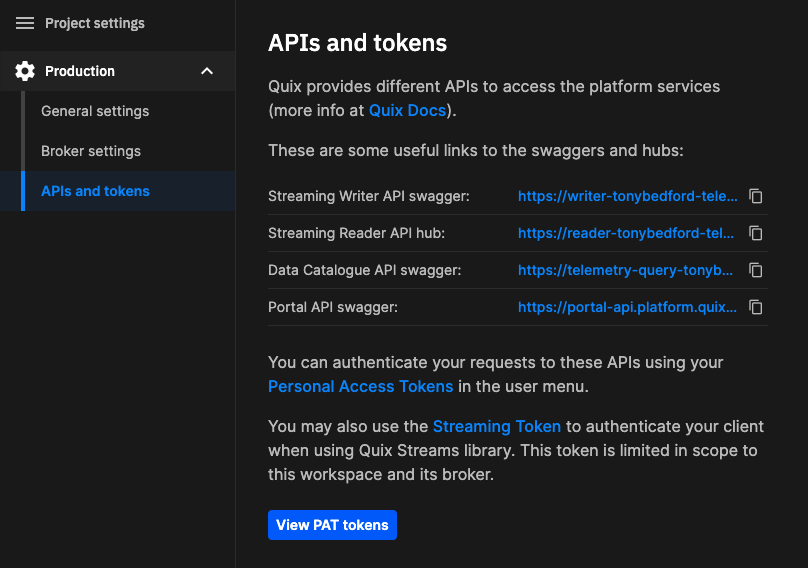 Project settings
Production
General settings
Broker settings
APIs and tokens
APIs and tokens
Quix provides different APIs to access the platform services
(more info at Quix Docs).
These are some useful links to the swaggers and hubs:
Streaming Writer API swagger: https://writer-tonybedford-tele...
Streaming Reader API hub: https://reader-tonybedford-tel...
Data Catalogue API swagger: https://telemetry-query-tonyb...
Portal API swagger: https://portal-api.platform.quix...
You can authenticate your requests to these APIs using your
Personal Access Tokens in the user menu.
You may also use the Streaming Token to authenticate your client
when using Quix Streams library. This token is limited in scope to
this workspace and its broker.
View PAT tokens